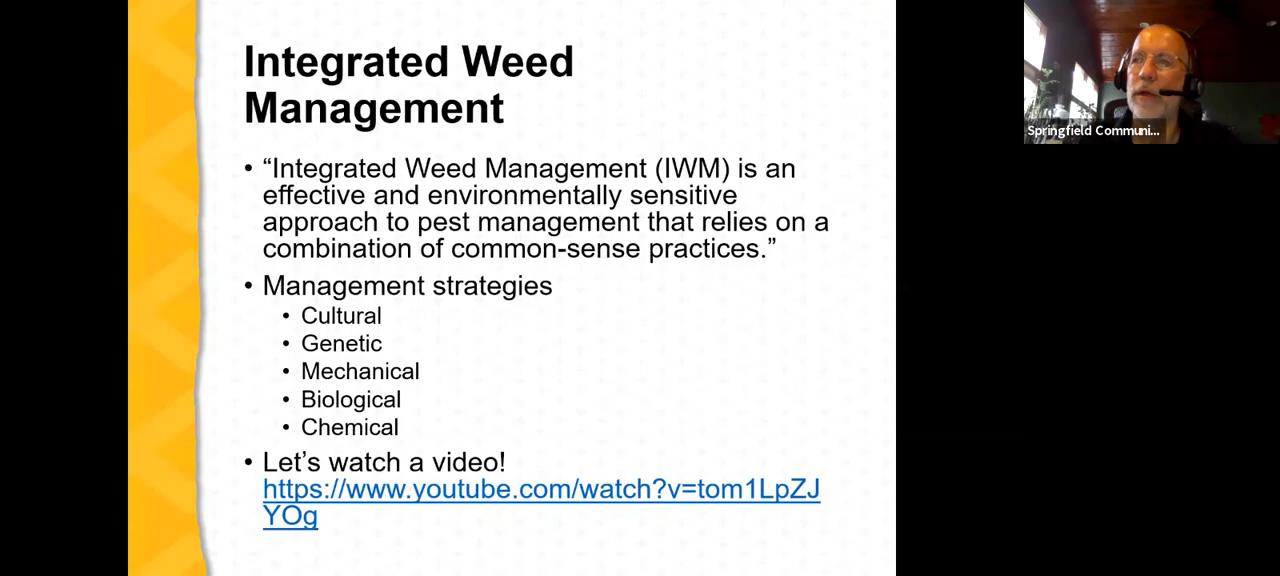 Integrated Weed
Management
• “Integrated Weed Management (IWM) is an
effective and environmentally sensitive
approach to pest management that relies on a
combination of common-sense practices.”
• Management strategies
• Cultural
• Genetic
• Mechanical
• Biological
• Chemical
• Let’s watch a video!
https://www.youtube.com/watch?v=tom1LpZJ
YOg
Springfield Communi...